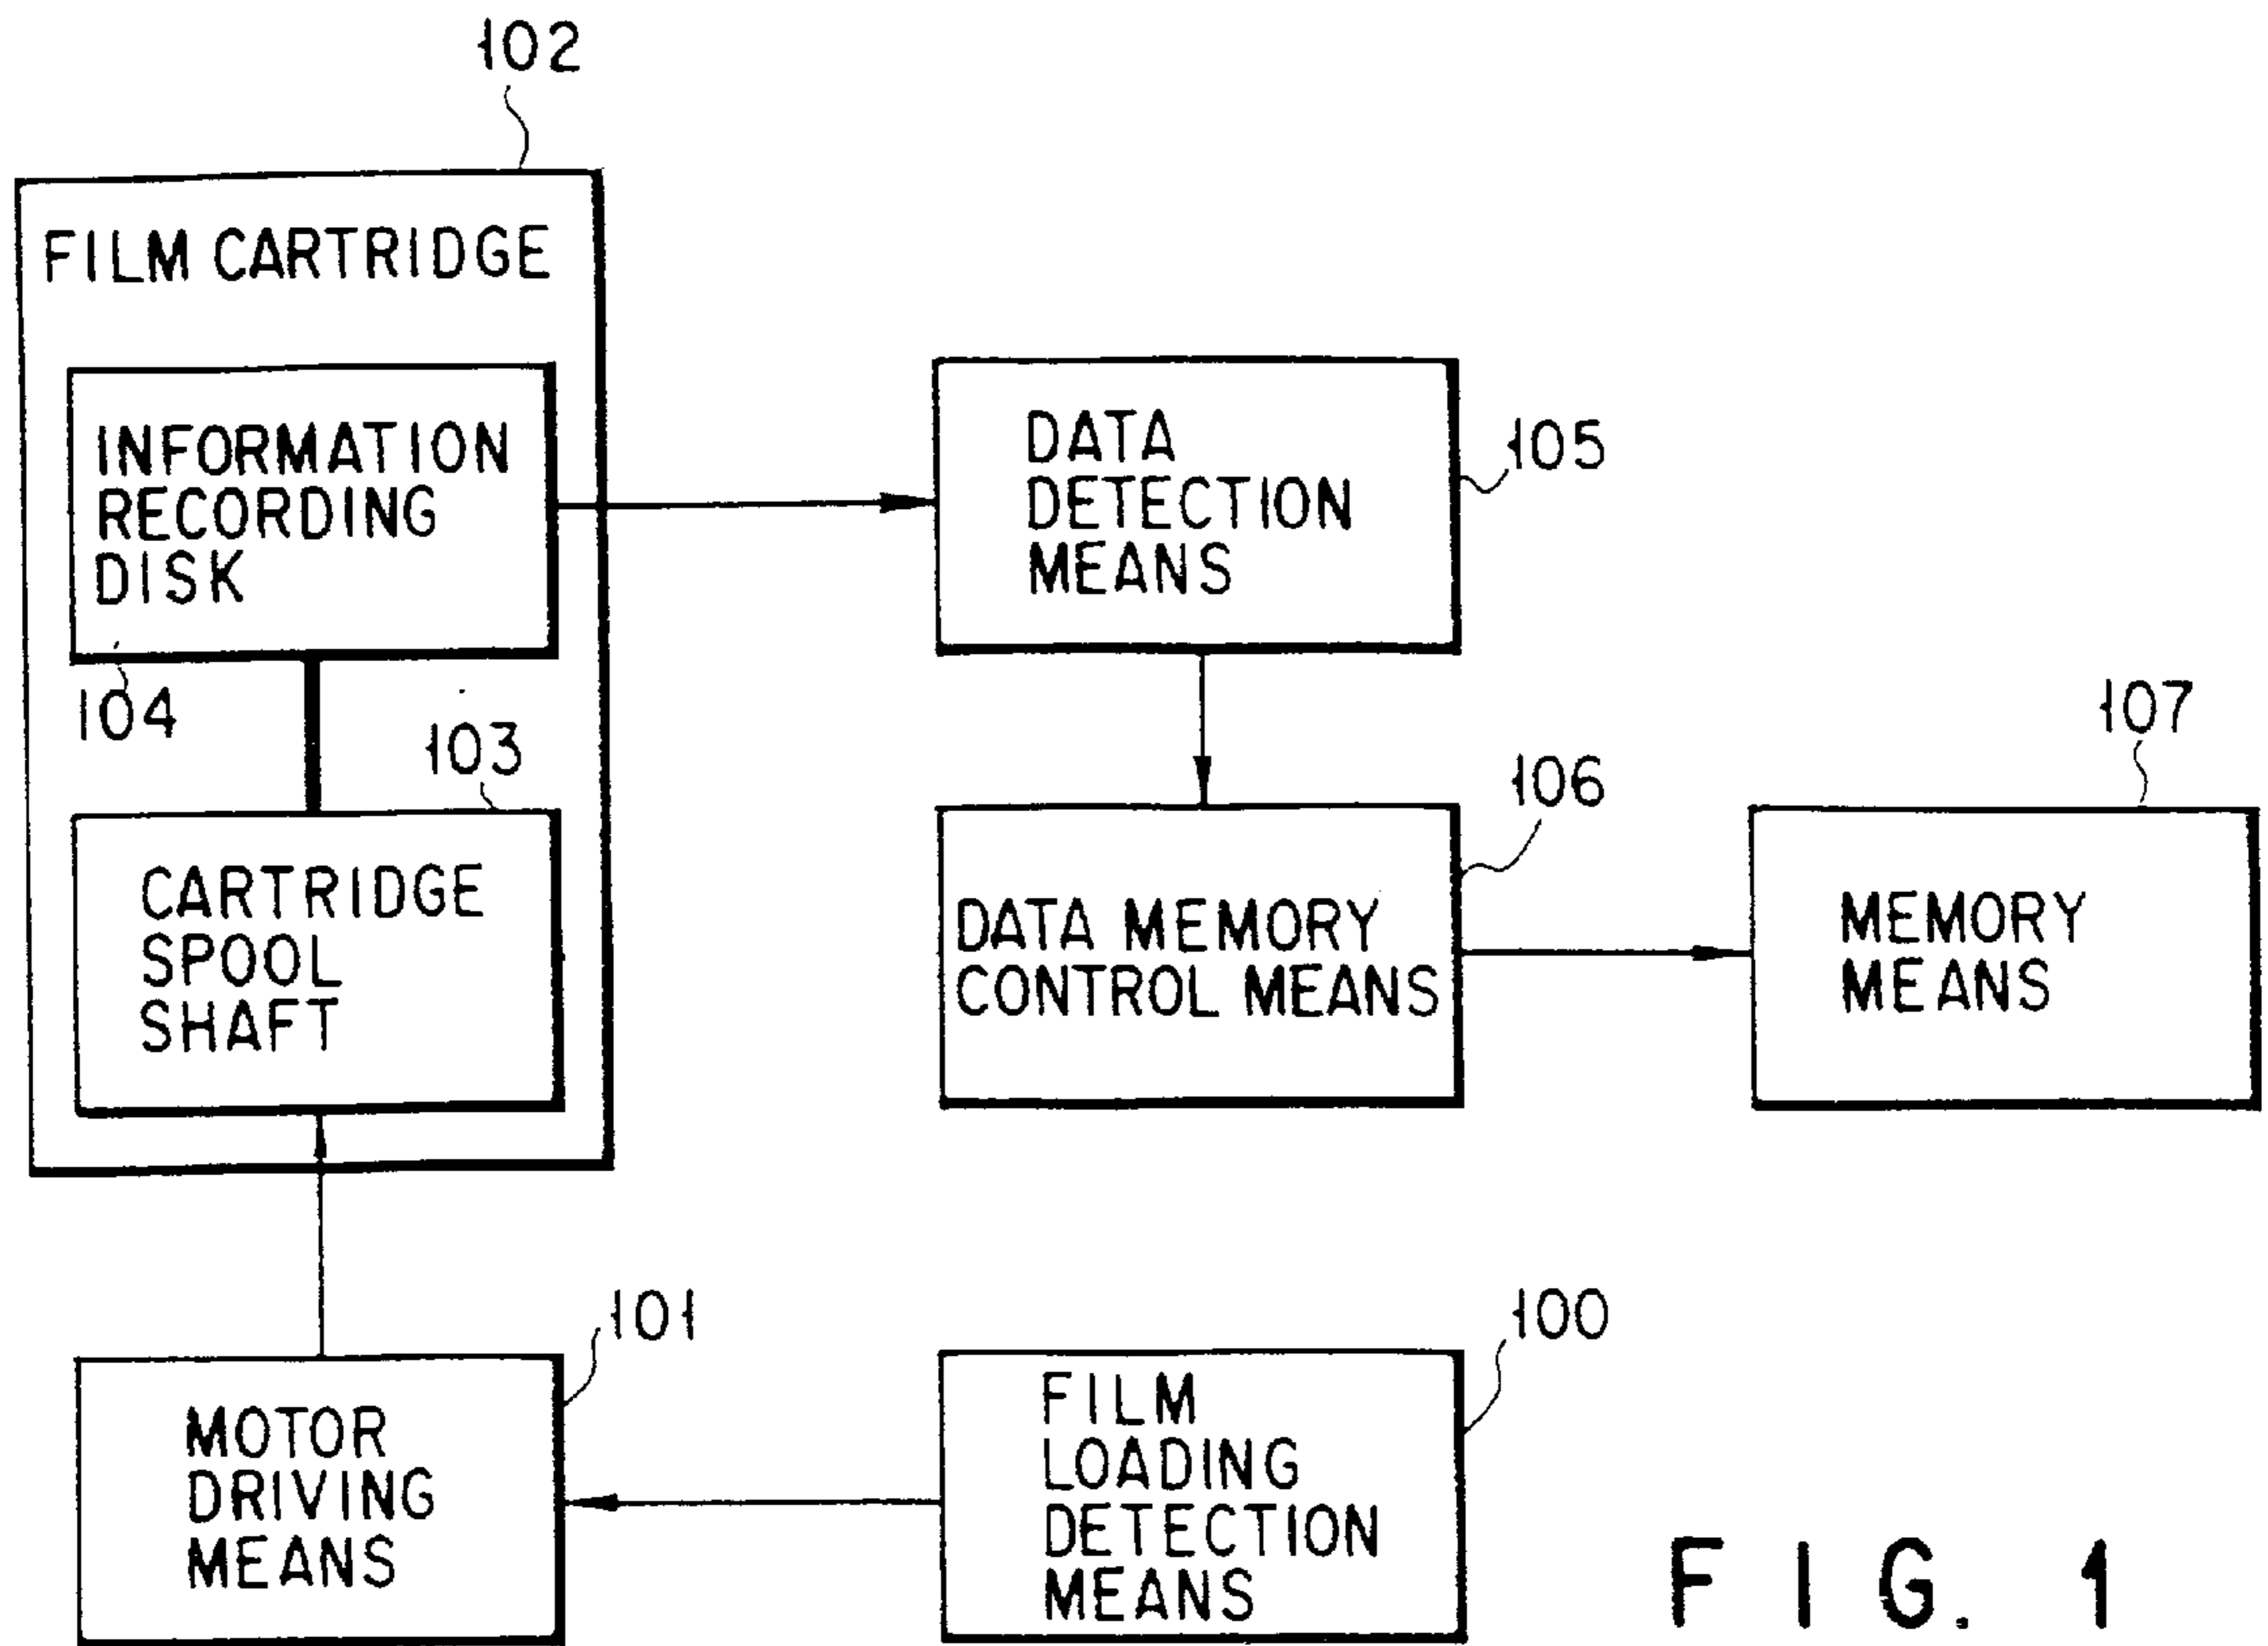 102
FILM CARTRIDGE
INFORMATION
RECORDING
DISK
104
103
CARTRIDGE
SPOOL
SHAFT
DATA
DETECTION
MEANS
105
106
DATA MEMORY
CONTROL MEANS
107
MEMORY
MEANS
101
MOTOR
DRIVING
MEANS
100
FILM
LOADING
DETECTION
MEANS
FIG. 1